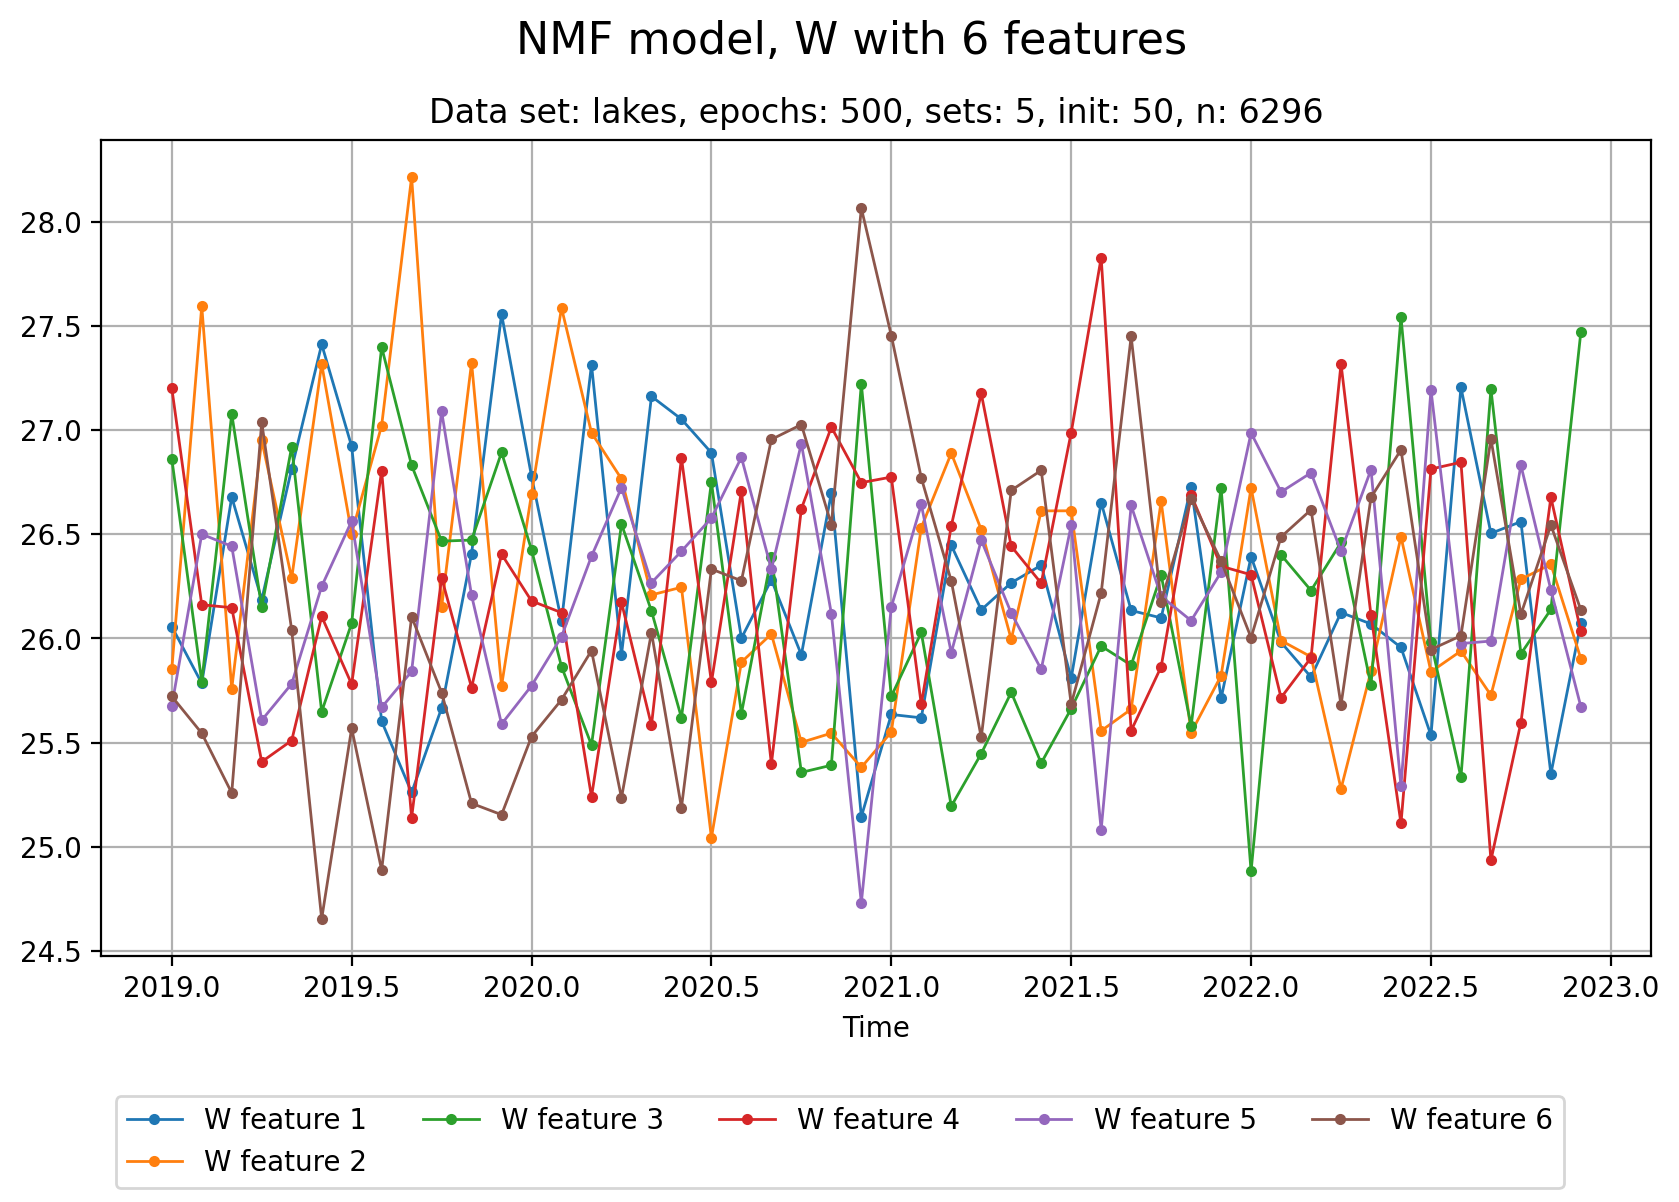 NMF model, W with 6 features
Data set: lakes, epochs: 500, sets: 5, init: 50, n: 6296
28.0
27.5
27.0
26.5
26.0
25.5
25.0
24.5
2019.0 2019.5 2020.0 2020.5 2021.0 2021.5 2022.0 2022.5 2023.0
Time
W feature 1 W feature 3 W feature 4 W feature 5 W feature 6
W feature 2